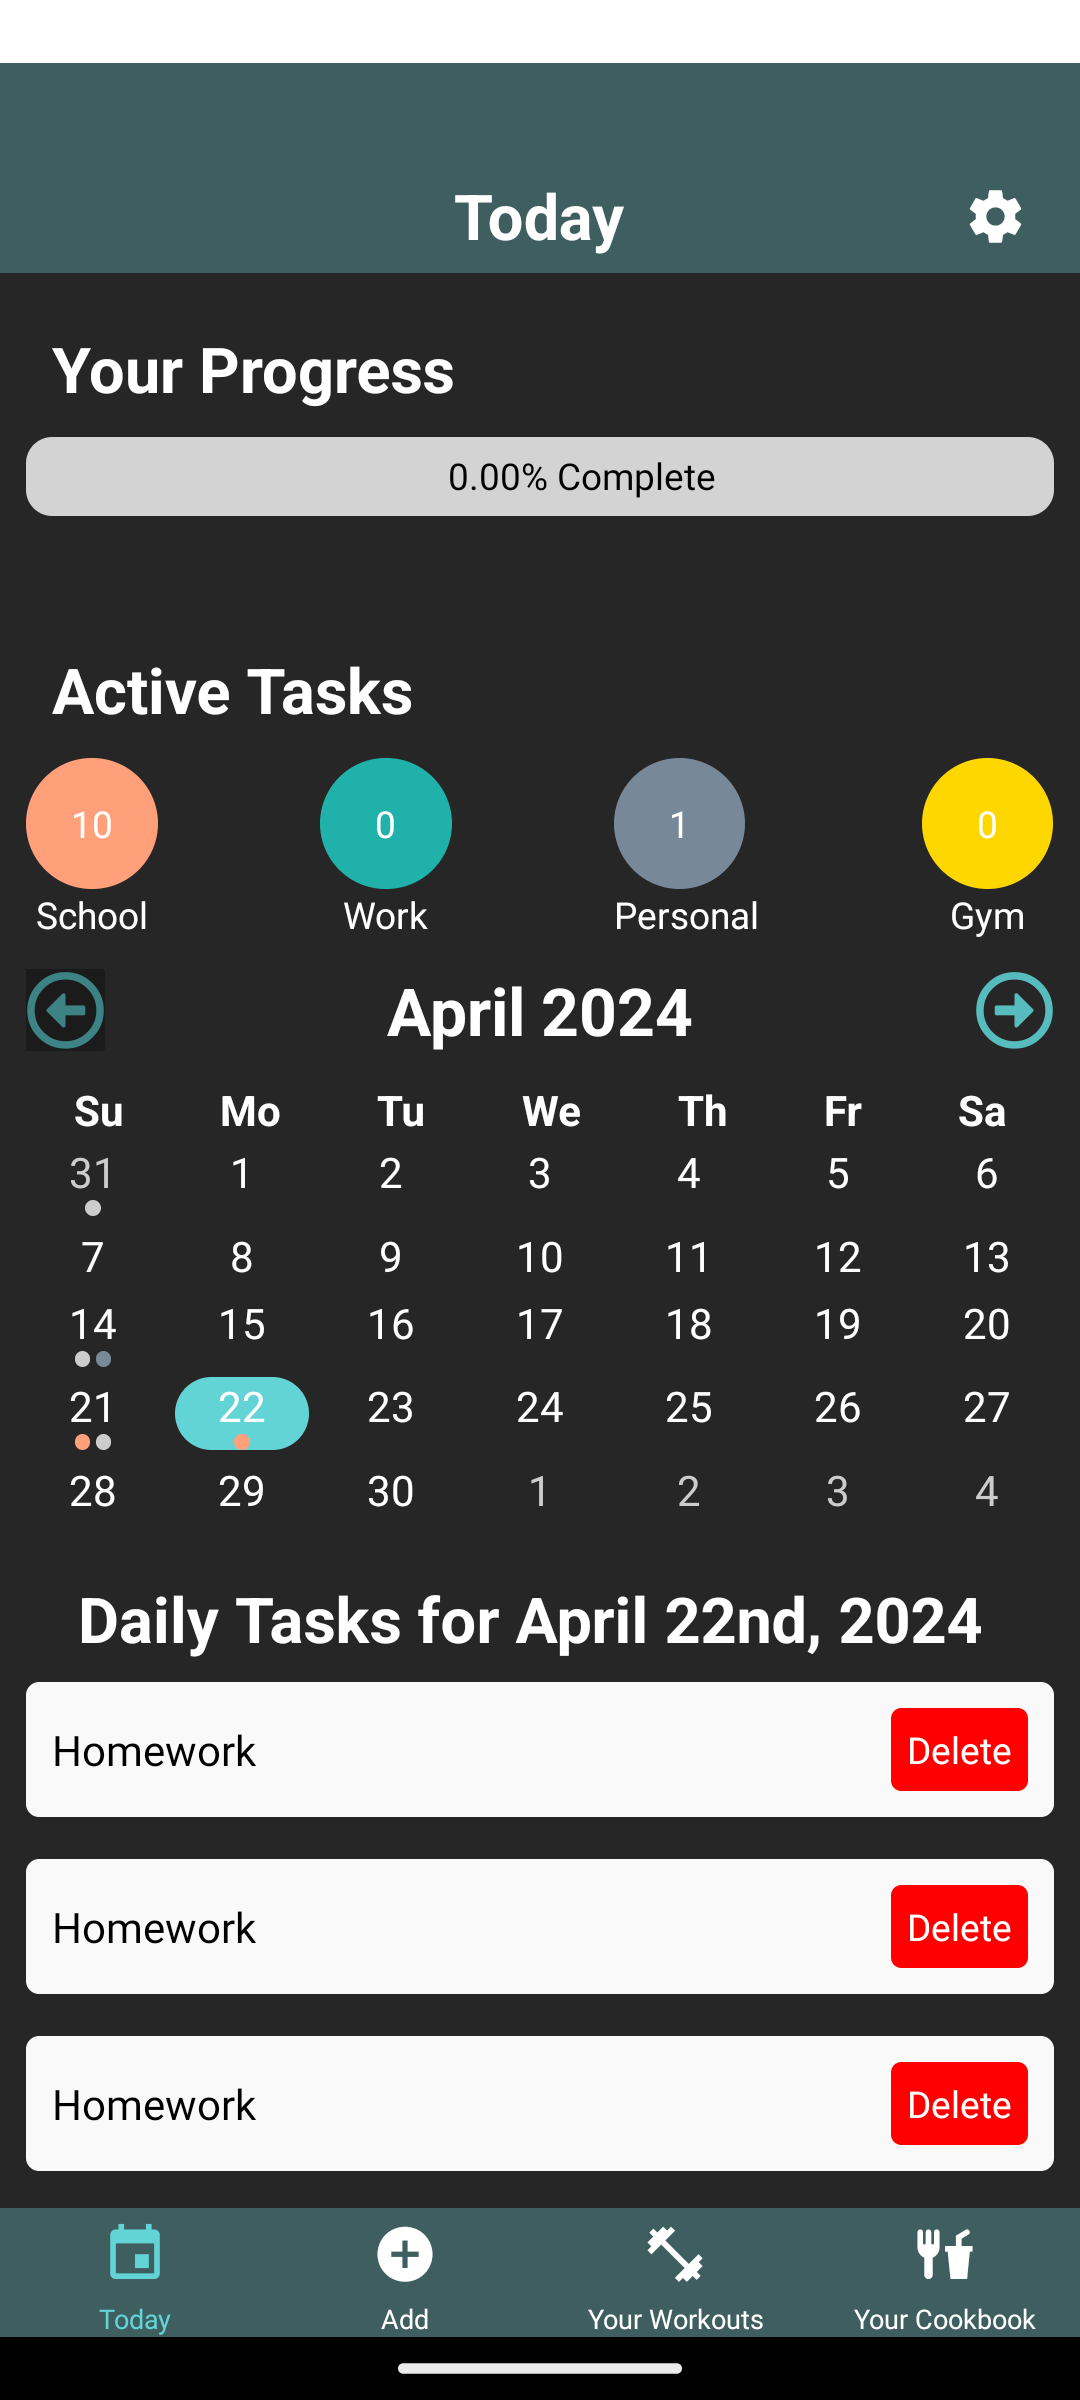 Today
Your Progress
0.00% Complete
Active Tasks
10 0 1 0
School Work Personal Gym
April 2024
Su Mo Tu We Th Fr Sa
31 1 2 3 4 5 6
7 8 9 10 11 12 13
14 15 16 17 18 19 20
21 22 23 24 25 26 27
28 29 30 1 2 3 4
Daily Tasks for April 22nd, 2024
Homework Delete
Homework Delete
Homework Delete
Today Add Your Workouts Your Cookbook